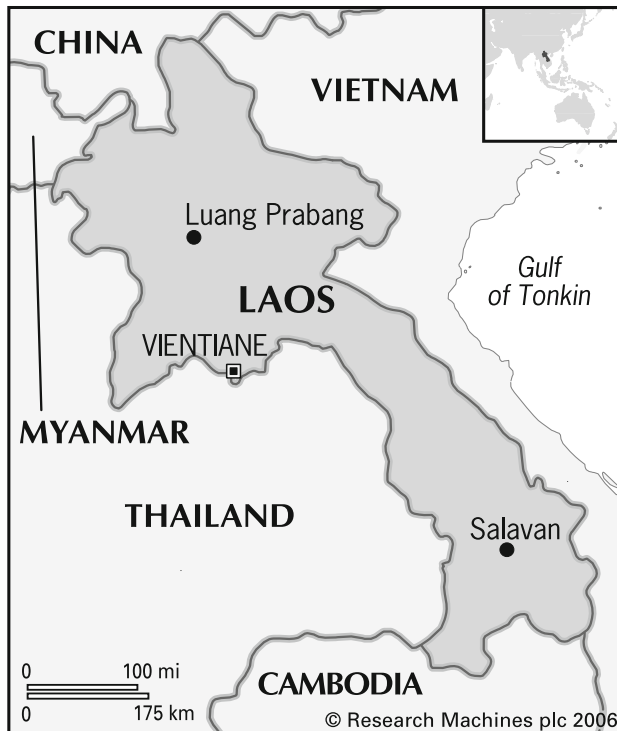 CHINA
VIETNAM
Luang Prabang
Gulf
of Tonkin
LAOS
VIENTIANE
MYANMAR
THAILAND
Salavan
0 100 mi
0 175 km
CAMBODIA
© Research Machines plc 2006